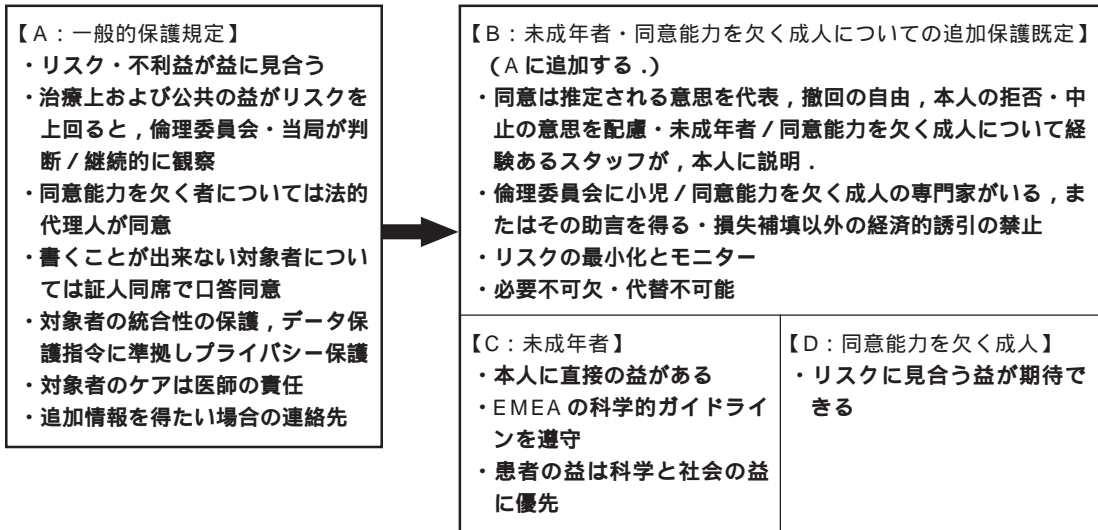 【A：一般的保護規定】
・リスク・不利益が益に見合う
・治療上および公共の益がリスクを
上回ると，倫理委員会・当局が判
断／継続的に観察
・同意能力を欠く者については法的
代理人が同意
・書くことが出来ない対象者につい
ては証人同席で口答同意
・対象者の統合性の保護，データ保
護指令に準拠しプライバシー保護
・対象者のケアは医師の責任
・追加情報を得たい場合の連絡先
【B：未成年者・同意能力を欠く成人についての追加保護既定】
（Aに追加する．）
・同意は推定される意思を代表，撤回の自由，本人の拒否・中
止の意思を配慮・未成年者／同意能力を欠く成人について経
験あるスタッフが，本人に説明．
・倫理委員会に小児／同意能力を欠く成人の専門家がいる，ま
たはその助言を得る・損失補填以外の経済的誘引の禁止
・リスクの最小化とモニター
・必要不可欠・代替不可能
【C：未成年者】
・本人に直接の益がある
・EMEAの科学的ガイドライ
ンを遵守
・患者の益は科学と社会の益
に優先
【D：同意能力を欠く成人】
・リスクに見合う益が期待で
きる